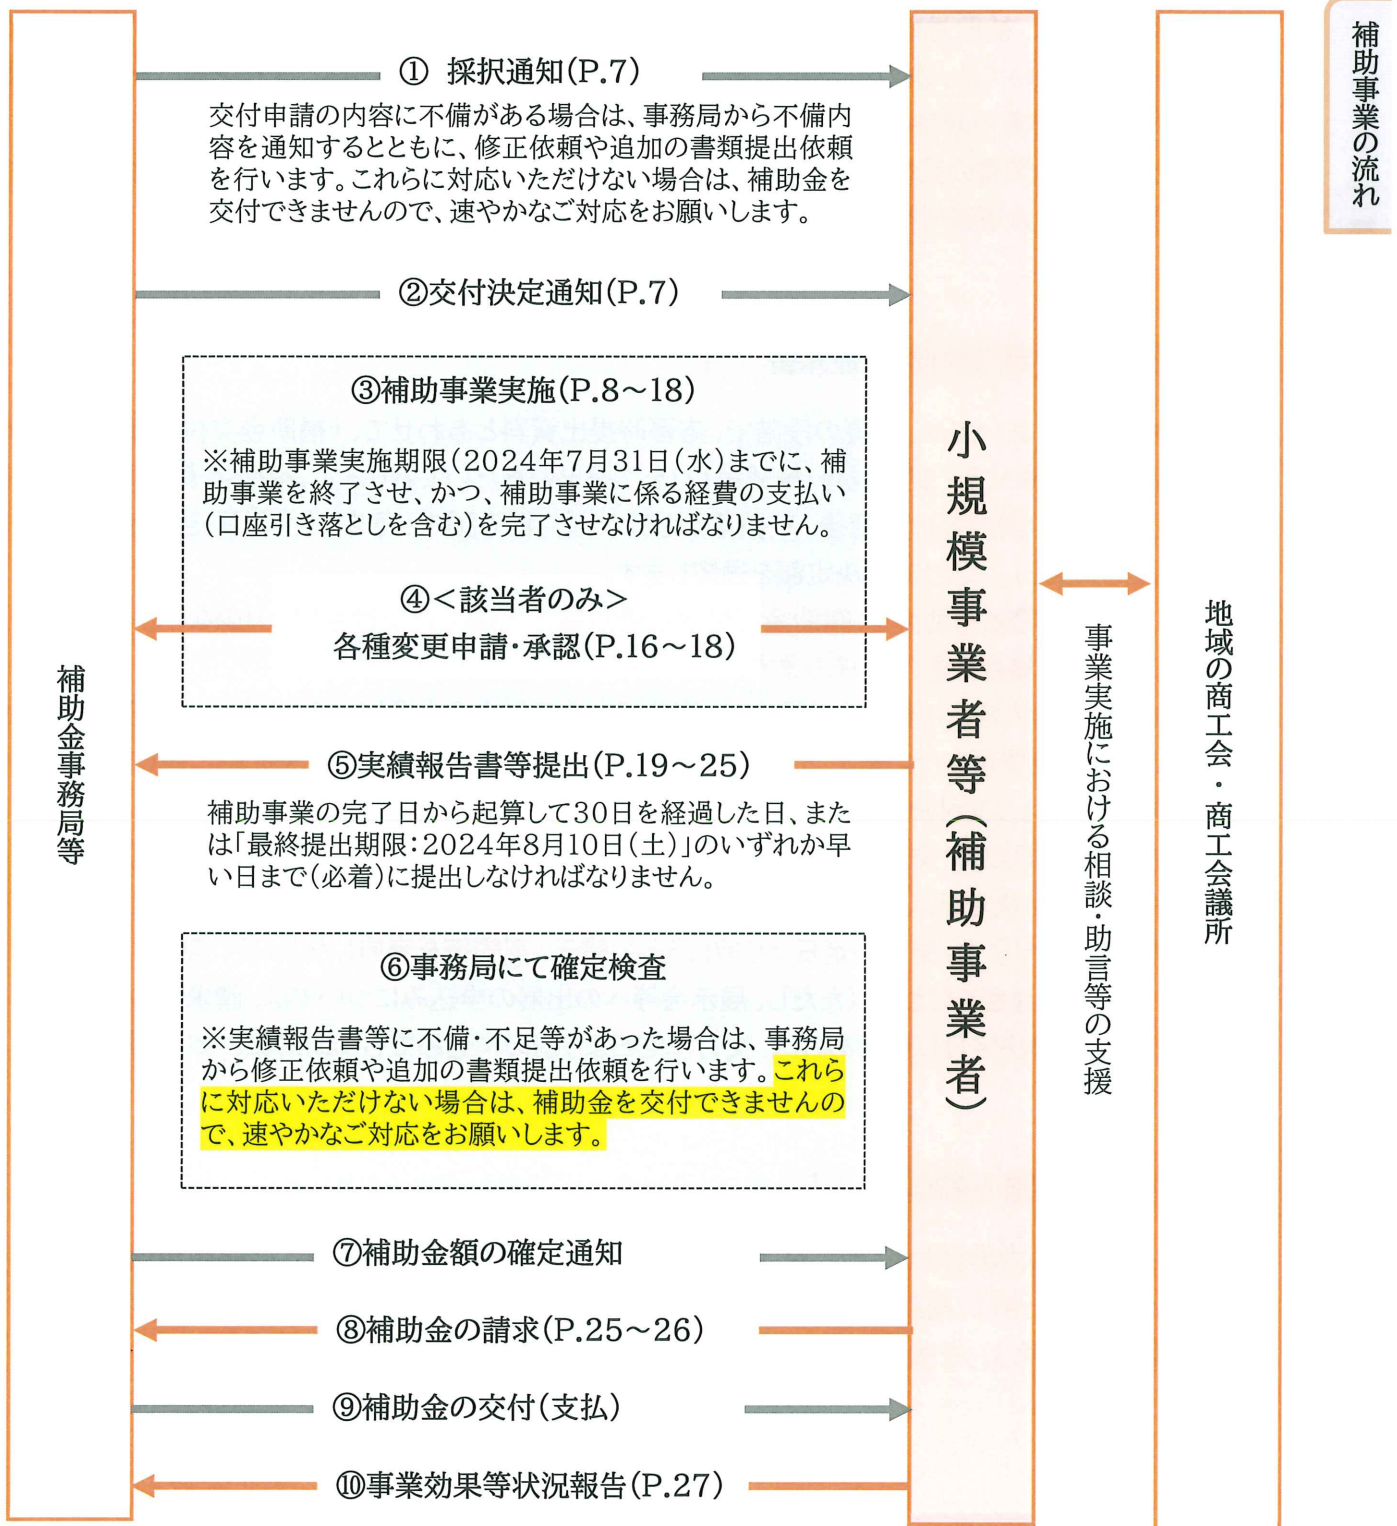 補助事業の流れ
① 採択通知(P.7)
交付申請の内容に不備がある場合は、事務局から不備内
容を通知するとともに、修正依頼や追加の書類提出依頼
を行います。これらに対応いただけない場合は、補助金を
交付できませんので、速やかなご対応をお願いします。
②交付決定通知(P.7)
③補助事業実施(P.8～18)
※補助事業実施期限(2024年7月31日(水)までに、補
助事業を終了させ、かつ、補助事業に係る経費の支払い
(口座引き落としを含む)を完了させなければなりません。
④＜該当者のみ＞
各種変更申請・承認(P.16～18)
⑤実績報告書等提出(P.19～25)
補助事業の完了日から起算して30日を経過した日、また
は「最終提出期限：2024年8月10日(土)」のいずれか早
い日まで(必着)に提出しなければなりません。
⑥事務局にて確定検査
※実績報告書等に不備・不足等があった場合は、事務局
から修正依頼や追加の書類提出依頼を行います。これら
に対応いただけない場合は、補助金を交付できませんの
で、速やかなご対応をお願いします。
⑦補助金額の確定通知
⑧補助金の請求(P.25～26)
⑨補助金の交付(支払)
⑩事業効果等状況報告(P.27)
補助金事務局等
小規模事業者等(補助事業者)
事業実施における相談・助言等の支援
地域の商工会・商工会議所